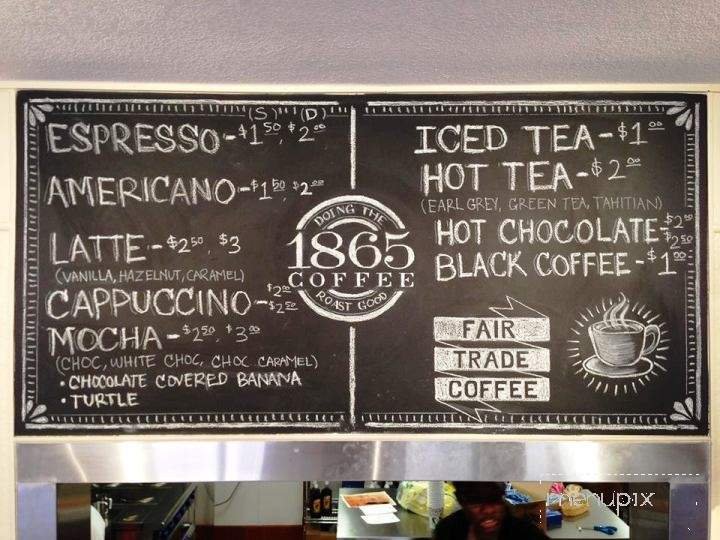 (S) (D)
ESPRESSO - $1 50, $2 00
AMERICANO - $1 50, $2 00
LATTE - $2 50, $3
(VANILLA, HAZELNUT, CARAMEL)
CAPPUCCINO - $2 00
$2 50
MOCHA - $2 50, $3 00
(CHOC, WHITE CHOC, CHOC CARAMEL)
• CHOCOLATE COVERED BANANA
• TURTLE
DOING THE
1865
COFFEE
ROAST GOOD
ICED TEA - $1 00
HOT TEA - $2 00
(EARL GREY, GREEN TEA, TAHITIAN)
HOT CHOCOLATE - $2 00
$2 50
BLACK COFFEE - $1 00
FAIR
TRADE
COFFEE
menupix